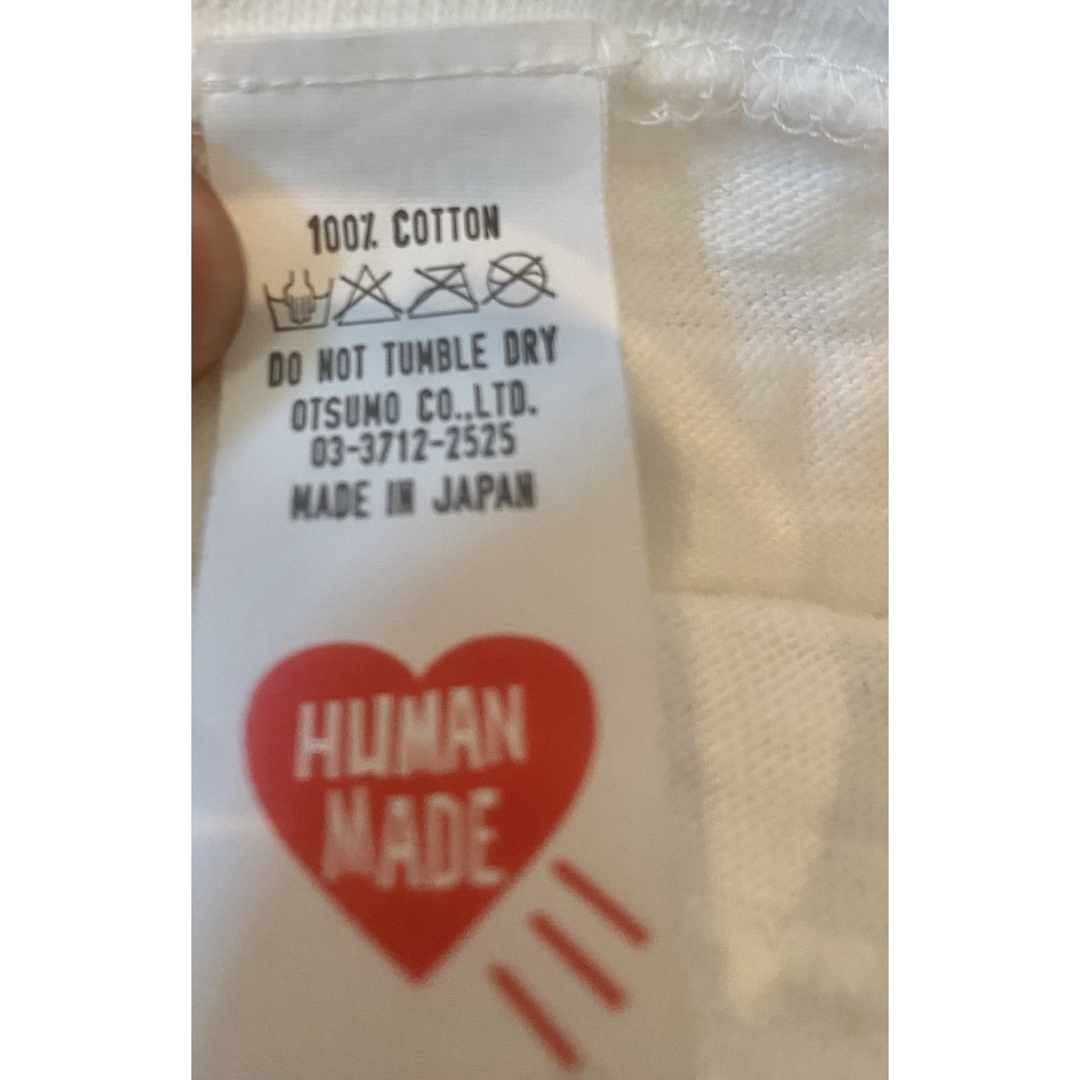 100% COTTON
DO NOT TUMBLE DRY
OTSUMO CO.,LTD.
03-3712-2525
MADE IN JAPAN
HUMAN
MADE